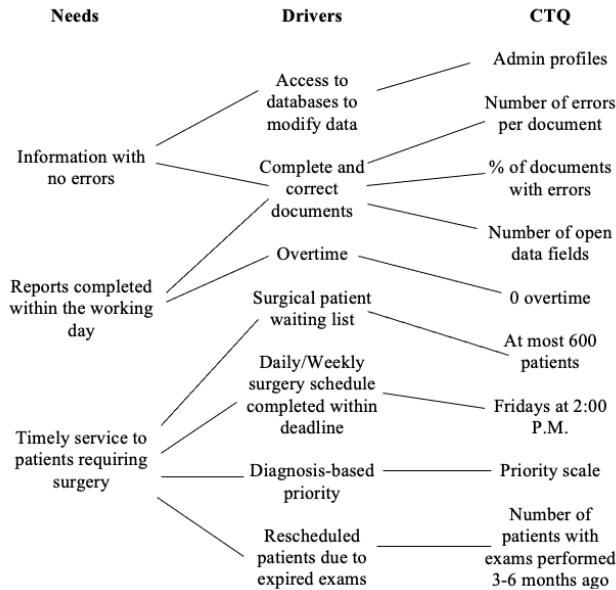 Needs
Drivers
CTQ
Information with
no errors
Reports completed
within the working
day
Timely service to
patients requiring
surgery
Access to
databases to
modify data
Complete and
correct
documents
Overtime
Surgical patient
waiting list
Daily/Weekly
surgery schedule
completed within
deadline
Diagnosis-based
priority
Rescheduled
patients due to
expired exams
Admin profiles
Number of errors
per document
% of documents
with errors
Number of open
data fields
0 overtime
At most 600
patients
Fridays at 2:00
P.M.
Priority scale
Number of
patients with
exams performed
3-6 months ago